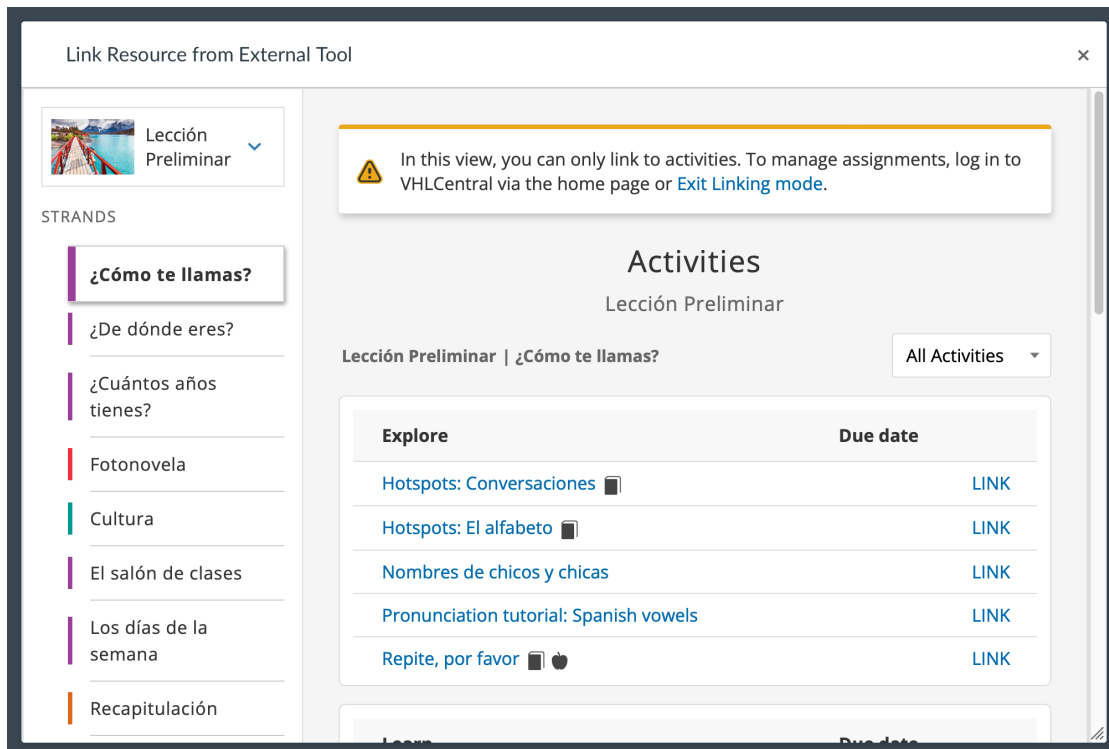 Link Resource from External Tool
×
Lección
Preliminar
STRANDS
¿Cómo te llamas?
¿De dónde eres?
¿Cuántos años
tienes?
Fotonovela
Cultura
El salón de clases
Los días de la
semana
Recapitulación
In this view, you can only link to activities. To manage assignments, log in to
VHLCentral via the home page or Exit Linking mode.
Activities
Lección Preliminar
Lección Preliminar | ¿Cómo te llamas?
All Activities
Explore Due date
Hotspots: Conversaciones LINK
Hotspots: El alfabeto LINK
Nombres de chicos y chicas LINK
Pronunciation tutorial: Spanish vowels LINK
Repite, por favor LINK
Learn Due date